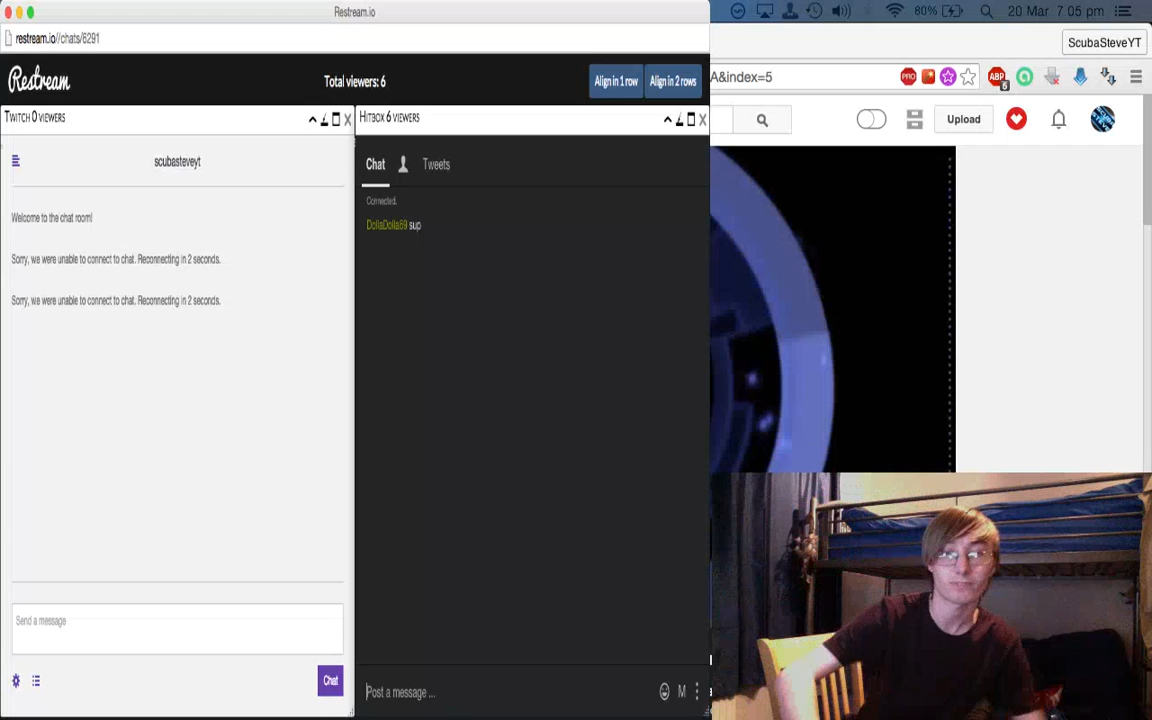 Restream.io
80% 20 Mar 7:05 pm
restream.io//chats/6291
ScubaSteveYT
A&index=5
PRO
ABP
6
Restream
Total viewers: 6
Align in 1 row
Align in 2 rows
Twitch 0 viewers
Hitbox 6 viewers
Upload
scubasteveyt
Chat
Tweets
Welcome to the chat room!
Connected.
DollaDolla69 sup
Sorry, we were unable to connect to chat. Reconnecting in 2 seconds.
Sorry, we were unable to connect to chat. Reconnecting in 2 seconds.
Send a message
Chat
Post a message ...
M